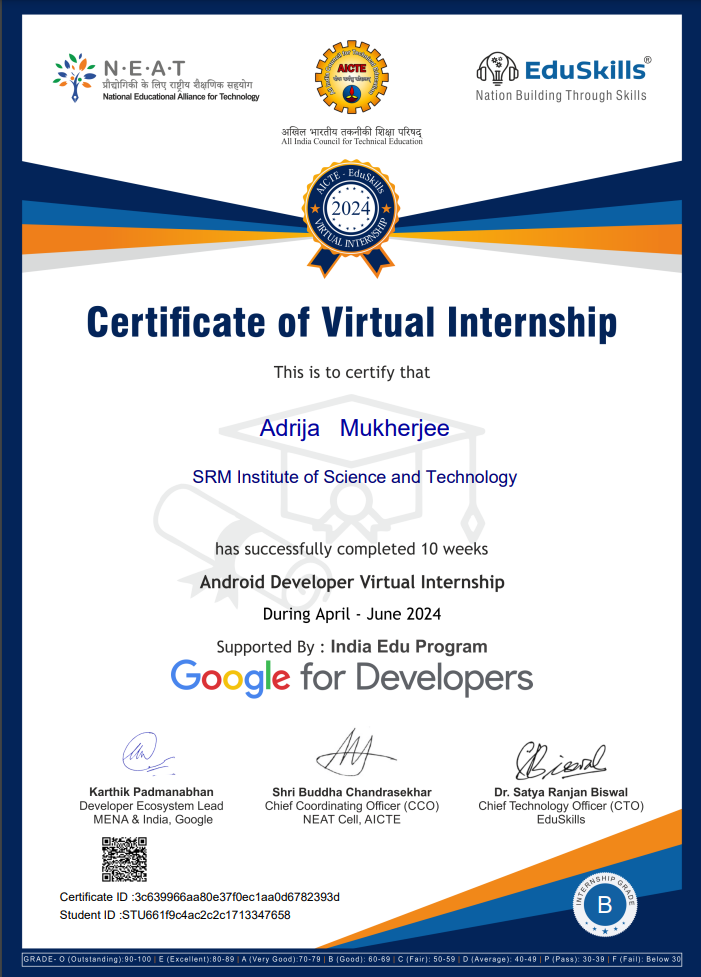 N·E·A·T
प्रौद्योगिकी के लिए राष्ट्रीय शैक्षणिक सहयोग
National Educational Alliance for Technology
All India Council for Technical Education
AICTE
अखिल भारतीय तकनीकी शिक्षा परिषद्
All India Council for Technical Education
EduSkills®
Nation Building Through Skills
AICTE - EduSkills
2024
VIRTUAL INTERNSHIP
Certificate of Virtual Internship
This is to certify that
Adrija Mukherjee
SRM Institute of Science and Technology
has successfully completed 10 weeks
Android Developer Virtual Internship
During April - June 2024
Supported By : India Edu Program
Google for Developers
Karthik Padmanabhan
Developer Ecosystem Lead
MENA & India, Google
Shri Buddha Chandrasekhar
Chief Coordinating Officer (CCO)
NEAT Cell, AICTE
Dr. Satya Ranjan Biswal
Chief Technology Officer (CTO)
EduSkills
Certificate ID :3c639966aa80e37f0ec1aa0d6782393d
Student ID :STU661f9c4ac2c2c1713347658
INTERNSHIP GRADE
B
GRADE- O (Outstanding):90-100 | E (Excellent):80-89 | A (Very Good):70-79 | B (Good): 60-69 | C (Fair): 50-59 | D (Average): 40-49 | P (Pass): 30-39 | F (Fail): Below 30